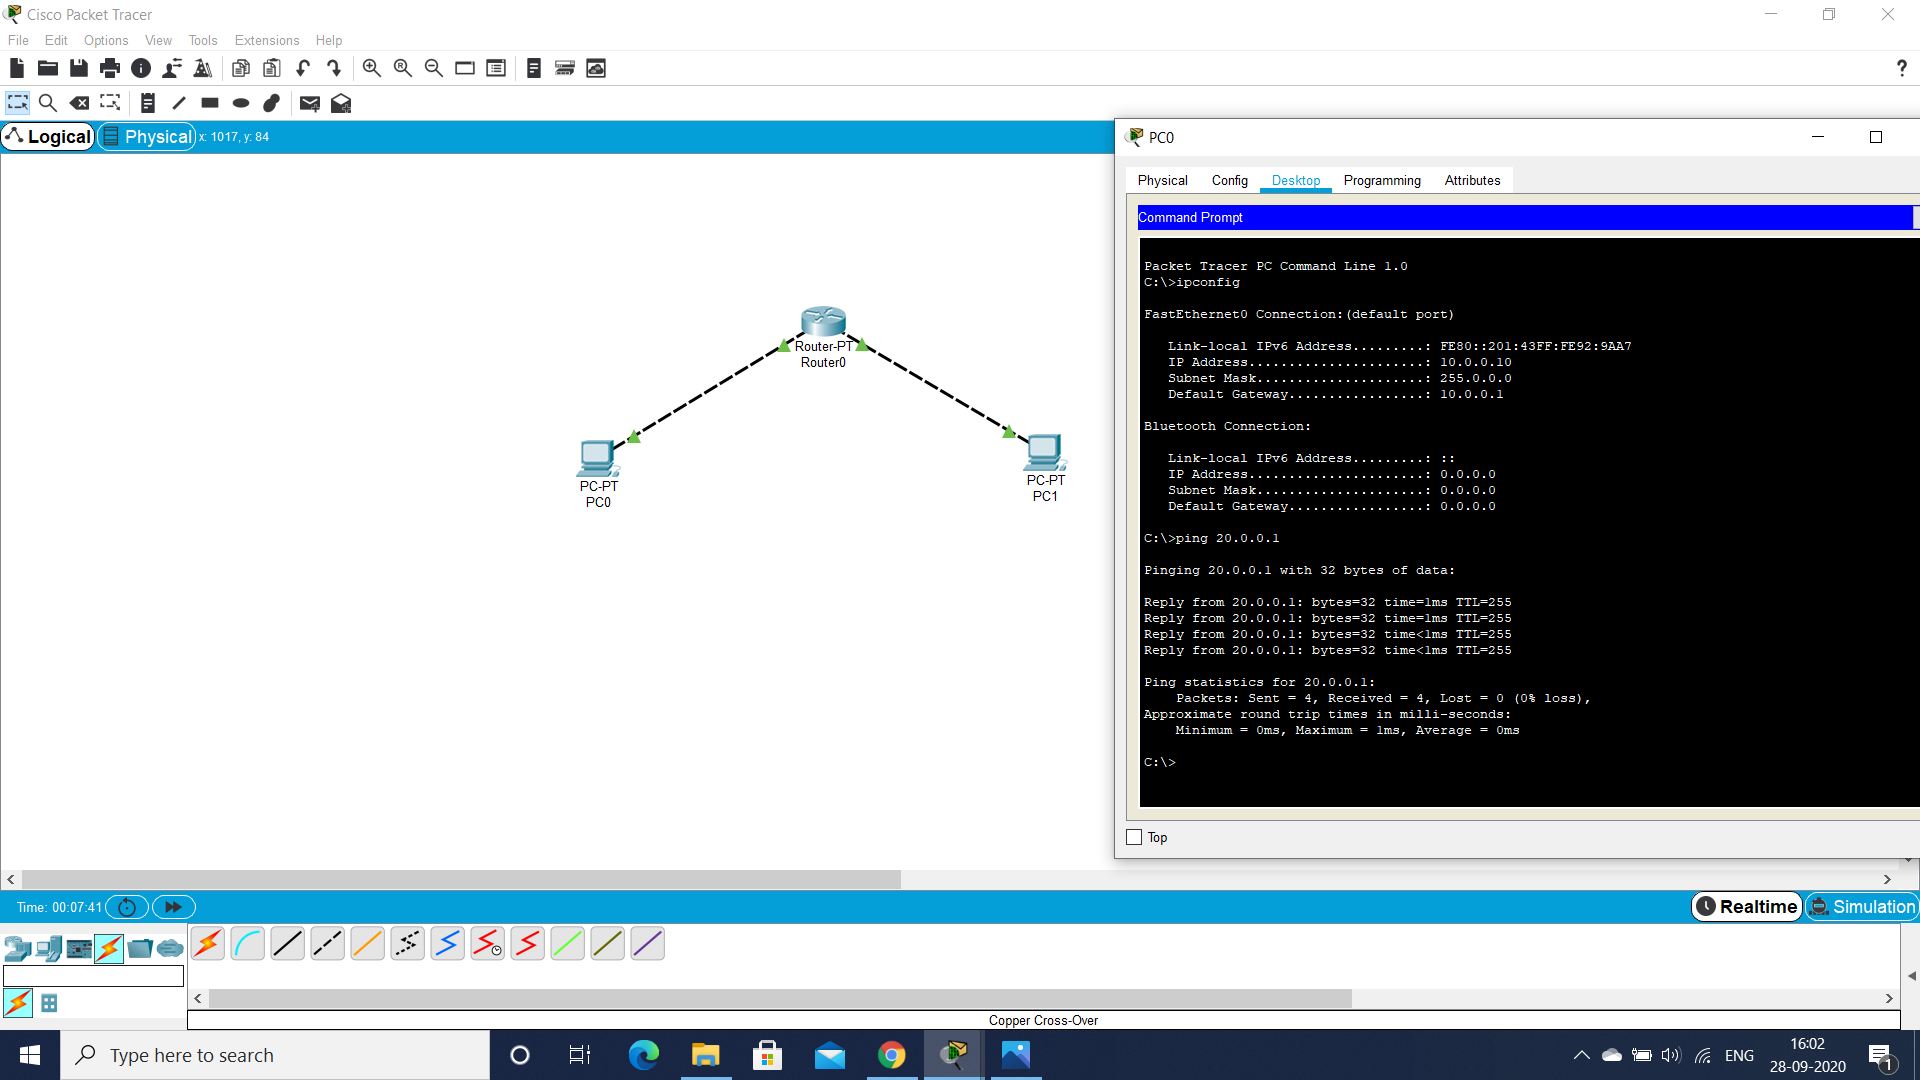 Cisco Packet Tracer
File Edit Options View Tools Extensions Help
?
Logical Physical x: 1017, y: 84
PC0
Physical Config Desktop Programming Attributes
Command Prompt
Packet Tracer PC Command Line 1.0
C:\>ipconfig
FastEthernet0 Connection:(default port)
Link-local IPv6 Address.........: FE80::201:43FF:FE92:9AA7
IP Address......................: 10.0.0.10
Subnet Mask.....................: 255.0.0.0
Default Gateway.................: 10.0.0.1
Bluetooth Connection:
Link-local IPv6 Address.........: ::
IP Address......................: 0.0.0.0
Subnet Mask.....................: 0.0.0.0
Default Gateway.................: 0.0.0.0
C:\>ping 20.0.0.1
Pinging 20.0.0.1 with 32 bytes of data:
Reply from 20.0.0.1: bytes=32 time=1ms TTL=255
Reply from 20.0.0.1: bytes=32 time=1ms TTL=255
Reply from 20.0.0.1: bytes=32 time<1ms TTL=255
Reply from 20.0.0.1: bytes=32 time<1ms TTL=255
Ping statistics for 20.0.0.1:
Packets: Sent = 4, Received = 4, Lost = 0 (0% loss),
Approximate round trip times in milli-seconds:
Minimum = 0ms, Maximum = 1ms, Average = 0ms
C:\>
Top
Router-PT
Router0
PC-PT
PC0
PC-PT
PC1
Time: 00:07:41
Realtime Simulation
Copper Cross-Over
Type here to search
ENG
16:02
28-09-2020
1